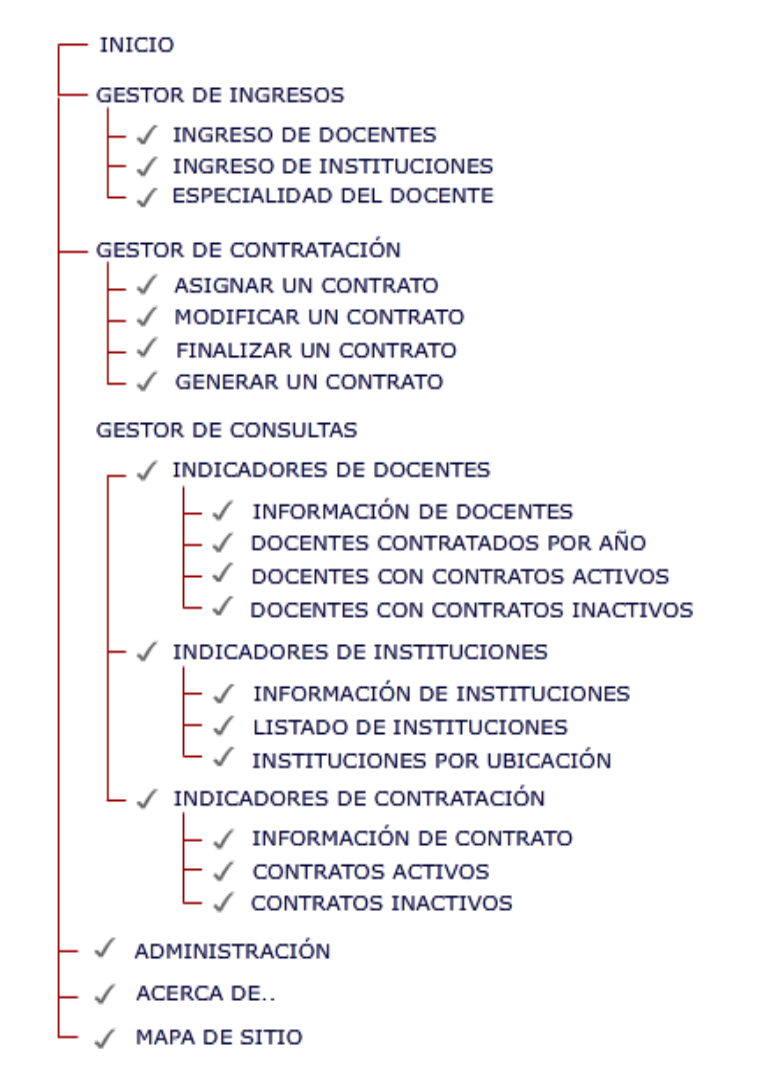 INICIO
GESTOR DE INGRESOS
INGRESO DE DOCENTES
INGRESO DE INSTITUCIONES
ESPECIALIDAD DEL DOCENTE
GESTOR DE CONTRATACIÓN
ASIGNAR UN CONTRATO
MODIFICAR UN CONTRATO
FINALIZAR UN CONTRATO
GENERAR UN CONTRATO
GESTOR DE CONSULTAS
INDICADORES DE DOCENTES
INFORMACIÓN DE DOCENTES
DOCENTES CONTRATADOS POR AÑO
DOCENTES CON CONTRATOS ACTIVOS
DOCENTES CON CONTRATOS INACTIVOS
INDICADORES DE INSTITUCIONES
INFORMACIÓN DE INSTITUCIONES
LISTADO DE INSTITUCIONES
INSTITUCIONES POR UBICACIÓN
INDICADORES DE CONTRATACIÓN
INFORMACIÓN DE CONTRATO
CONTRATOS ACTIVOS
CONTRATOS INACTIVOS
ADMINISTRACIÓN
ACERCA DE..
MAPA DE SITIO